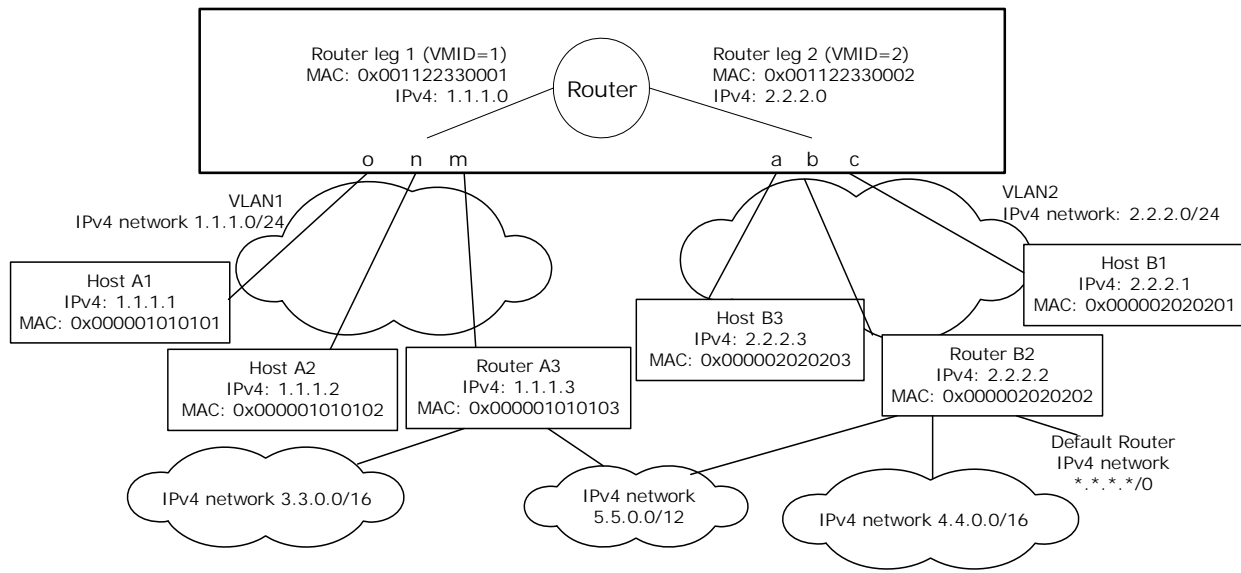 Router leg 1 (VMID=1)
MAC: 0x001122330001
IPv4: 1.1.1.0
Router
Router leg 2 (VMID=2)
MAC: 0x001122330002
IPv4: 2.2.2.0
o n m
a b c
VLAN1
IPv4 network 1.1.1.0/24
VLAN2
IPv4 network: 2.2.2.0/24
Host A1
IPv4: 1.1.1.1
MAC: 0x000001010101
Host B1
IPv4: 2.2.2.1
MAC: 0x000002020201
Host B3
IPv4: 2.2.2.3
MAC: 0x000002020203
Host A2
IPv4: 1.1.1.2
MAC: 0x000001010102
Router A3
IPv4: 1.1.1.3
MAC: 0x000001010103
Router B2
IPv4: 2.2.2.2
MAC: 0x000002020202
Default Router
IPv4 network
*.*.*.*/0
IPv4 network 3.3.0.0/16
IPv4 network
5.5.0.0/12
IPv4 network 4.4.0.0/16